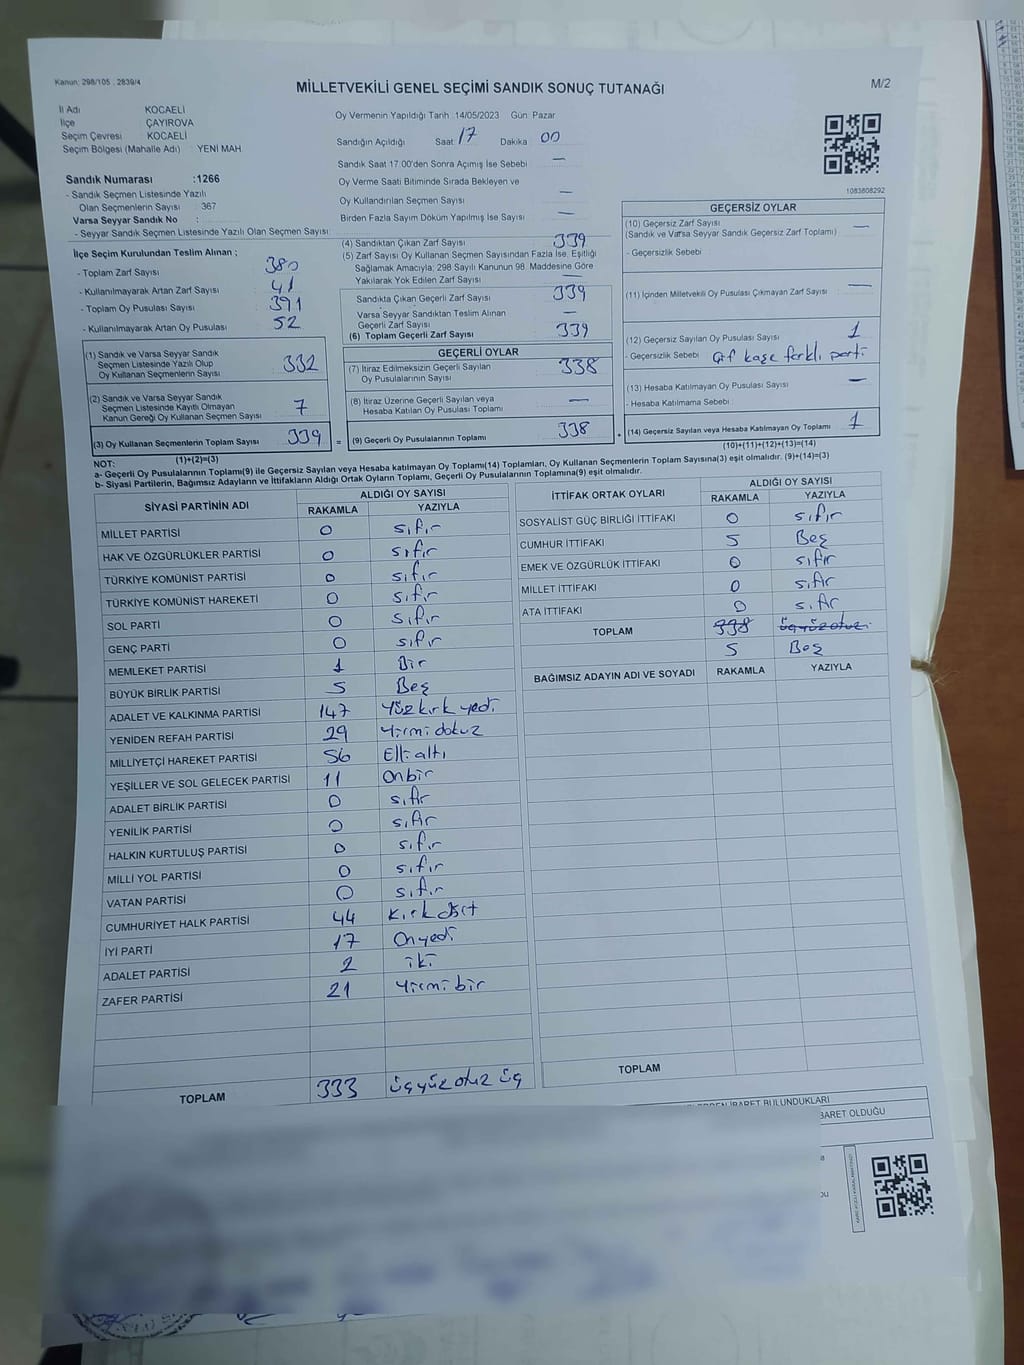 Kanun: 298/105 , 2839/4
MİLLETVEKİLİ GENEL SEÇİMİ SANDIK SONUÇ TUTANAĞI
M/2
İl Adı KOCAELİ
İlçe ÇAYIROVA
Seçim Çevresi KOCAELİ
Seçim Bölgesi (Mahalle Adı) YENİ MAH.
Sandık Numarası :1266
- Sandık Seçmen Listesinde Yazılı
Olan Seçmenlerin Sayısı 367
Varsa Seyyar Sandık No :
- Seyyar Sandık Seçmen Listesinde Yazılı Olan Seçmen Sayısı
Oy Vermenin Yapıldığı Tarih :14/05/2023 Gün: Pazar
Sandığın Açıldığı Saat 17 Dakika 00
Sandık Saat 17.00'den Sonra Açımış İse Sebebi —
Oy Verme Saati Bitiminde Sırada Bekleyen ve
Oy Kullandırılan Seçmen Sayısı —
Birden Fazla Sayım Döküm Yapılmış İse Sayısı —
1083808292
İlçe Seçim Kurulundan Teslim Alınan ;
- Toplam Zarf Sayısı 380
- Kullanılmayarak Artan Zarf Sayısı 41
- Toplam Oy Pusulası Sayısı 391
- Kullanılmayarak Artan Oy Pusulası 52
(1) Sandık ve Varsa Seyyar Sandık
Seçmen Listesinde Yazılı Olup
Oy Kullanan Seçmenlerin Sayısı 332
(2) Sandık ve Varsa Seyyar Sandık
Seçmen Listesinde Kayıtlı Olmayan
Kanun Gereği Oy Kullanan Seçmen Sayısı 7
(3) Oy Kullanan Seçmenlerin Toplam Sayısı 339 =
(1)+(2)=(3)
(4) Sandıktan Çıkan Zarf Sayısı 339
(5) Zarf Sayısı Oy Kullanan Seçmen Sayısından Fazla İse, Eşitliği
Sağlamak Amacıyla; 298 Sayılı Kanunun 98. Maddesine Göre
Yakılarak Yok Edilen Zarf Sayısı —
Sandıkta Çıkan Geçerli Zarf Sayısı 339
Varsa Seyyar Sandıktan Teslim Alınan
Geçerli Zarf Sayısı —
(6) Toplam Geçerli Zarf Sayısı 339
GEÇERLİ OYLAR
(7) İtiraz Edilmeksizin Geçerli Sayılan
Oy Pusulalarının Sayısı 338
(8) İtiraz Üzerine Geçerli Sayılan veya
Hesaba Katılan Oy Pusulası Toplamı —
(9) Geçerli Oy Pusulalarının Toplamı 338 +
GEÇERSİZ OYLAR
(10) Geçersiz Zarf Sayısı
(Sandık ve Varsa Seyyar Sandık Geçersiz Zarf Toplamı) —
- Geçersizlik Sebebi
(11) İçinden Milletvekili Oy Pusulası Çıkmayan Zarf Sayısı —
(12) Geçersiz Sayılan Oy Pusulası Sayısı 1
- Geçersizlik Sebebi Çif kaşe farklı parti
(13) Hesaba Katılmayan Oy Pusulası Sayısı —
- Hesaba Katılmama Sebebi
(14) Geçersiz Sayılan veya Hesaba Katılmayan Oy Toplamı 1
(10)+(11)+(12)+(13)=(14)
NOT:
a- Geçerli Oy Pusulalarının Toplamı(9) ile Geçersiz Sayılan veya Hesaba katılmayan Oy Toplamı(14) Toplamları, Oy Kullanan Seçmenlerin Toplam Sayısına(3) eşit olmalıdır. (9)+(14)=(3)
b- Siyasi Partilerin, Bağımsız Adayların ve İttifakların Aldığı Ortak Oyların Toplamı, Geçerli Oy Pusulalarının Toplamına(9) eşit olmalıdır.
SİYASİ PARTİNİN ADI ALDIĞI OY SAYISI
RAKAMLA YAZIYLA
MİLLET PARTİSİ 0 sıfır
HAK VE ÖZGÜRLÜKLER PARTİSİ 0 sıfır
TÜRKİYE KOMÜNİST PARTİSİ 0 sıfır
TÜRKİYE KOMÜNİST HAREKETİ 0 sıfır
SOL PARTİ 0 sıfır
GENÇ PARTİ 0 sıfır
MEMLEKET PARTİSİ 1 Bir
BÜYÜK BİRLİK PARTİSİ 5 Beş
ADALET VE KALKINMA PARTİSİ 147 Yüzkırkyedi
YENİDEN REFAH PARTİSİ 29 Yirmi dokuz
MİLLİYETÇİ HAREKET PARTİSİ 56 Elli altı
YEŞİLLER VE SOL GELECEK PARTİSİ 11 Onbir
ADALET BİRLİK PARTİSİ 0 sıfır
YENİLİK PARTİSİ 0 sıfır
HALKIN KURTULUŞ PARTİSİ 0 sıfır
MİLLİ YOL PARTİSİ 0 sıfır
VATAN PARTİSİ 0 sıfır
CUMHURİYET HALK PARTİSİ 44 Kırk dört
İYİ PARTİ 17 Onyedi
ADALET PARTİSİ 2 iki
ZAFER PARTİSİ 21 Yirmi bir
TOPLAM 333 üçyüz otuz üç
İTTİFAK ORTAK OYLARI ALDIĞI OY SAYISI
RAKAMLA YAZIYLA
SOSYALİST GÜÇ BİRLİĞİ İTTİFAKI 0 sıfır
CUMHUR İTTİFAKI 5 Beş
EMEK VE ÖZGÜRLÜK İTTİFAKI 0 sıfır
MİLLET İTTİFAKI 0 sıfır
ATA İTTİFAKI 0 sıfır
TOPLAM 338 üçyüzotuz
5 Beş
BAĞIMSIZ ADAYIN ADI VE SOYADI RAKAMLA YAZIYLA
TOPLAM
İBARET BULUNDUKLARI
BARET OLDUĞU